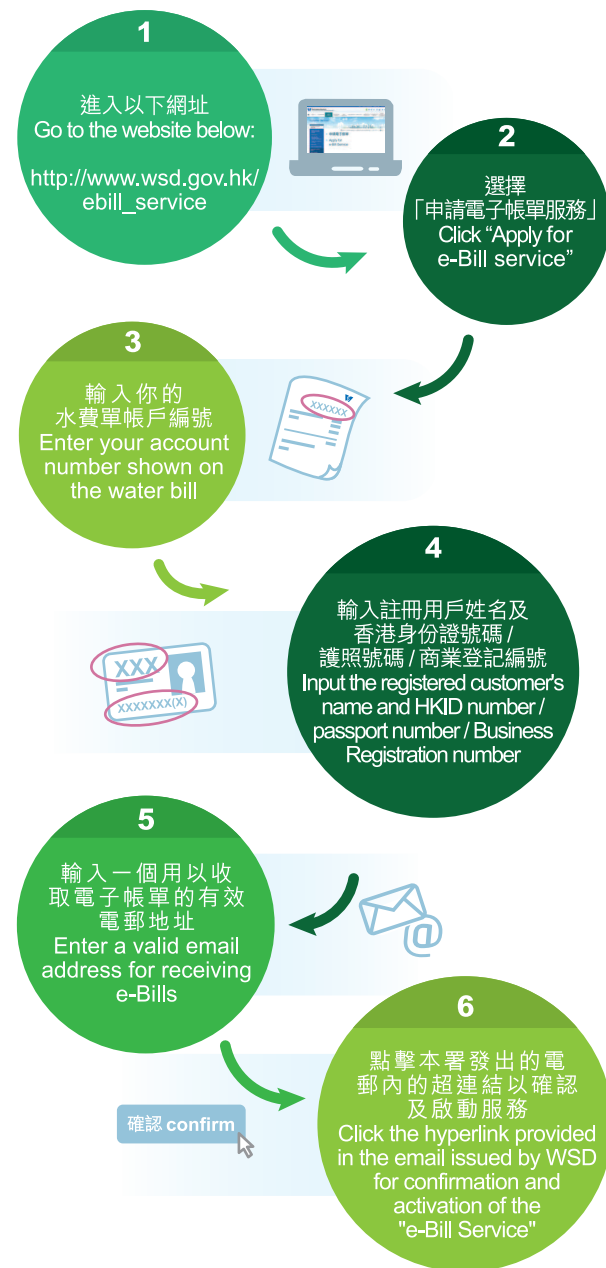 1
進入以下網址
Go to the website below:
http://www.wsd.gov.hk/
ebill_service
2
選擇
「申請電子帳單服務」
Click “Apply for
e-Bill service”
3
輸入你的
水費單帳戶編號
Enter your account
number shown on
the water bill
XXXXXX
4
輸入註冊用戶姓名及
香港身份證號碼 /
護照號碼 / 商業登記編號
Input the registered customer's
name and HKID number /
passport number / Business
Registration number
XXX
XXXXXXX(X)
5
輸入一個用以收
取電子帳單的有效
電郵地址
Enter a valid email
address for receiving
e-Bills
@
6
點擊本署發出的電
郵內的超連結以確認
及啟動服務
Click the hyperlink provided
in the email issued by WSD
for confirmation and
activation of the
"e-Bill Service"
確認 confirm